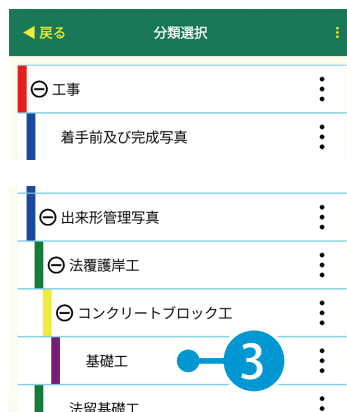 戻る 分類選択
工事
着手前及び完成写真
出来形管理写真
法覆護岸工
コンクリートブロック工
基礎工 3
法留基礎工